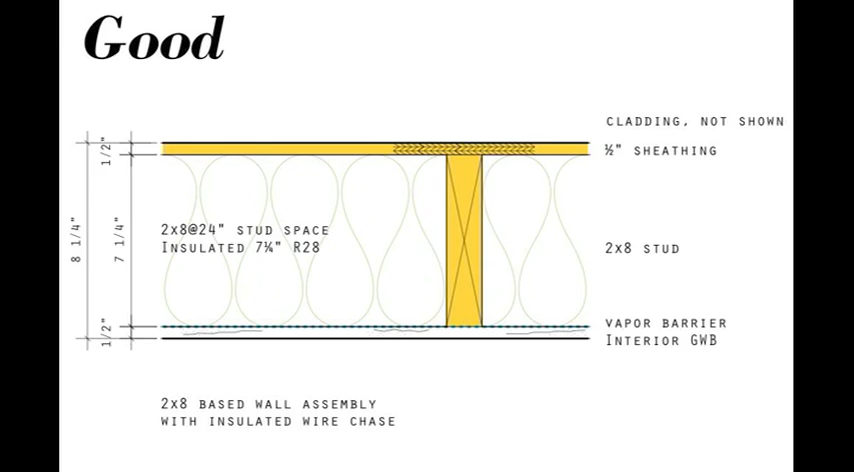 Good
CLADDING, NOT SHOWN
½" SHEATHING
1/2"
2x8@24" STUD SPACE
INSULATED 7¼" R28
8 1/4"
7 1/4"
2x8 STUD
VAPOR BARRIER
INTERIOR GWB
1/2"
2x8 BASED WALL ASSEMBLY
WITH INSULATED WIRE CHASE